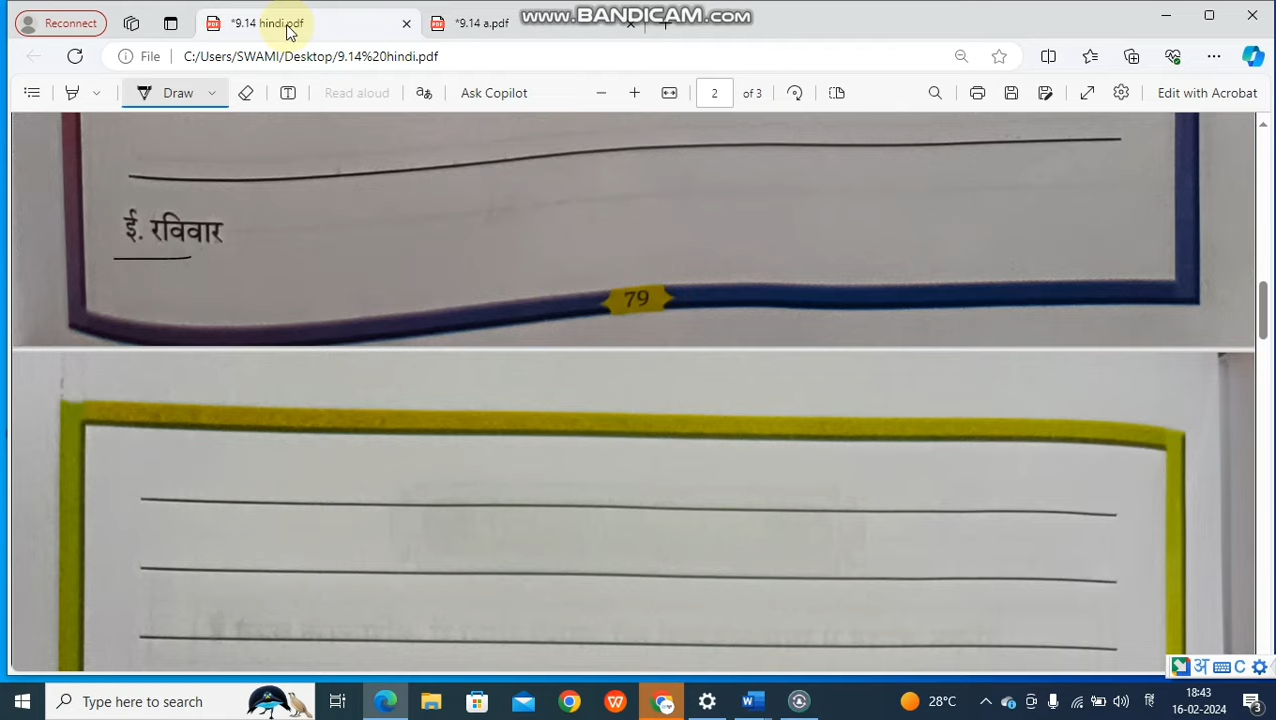 Reconnect
*9.14 hindi.pdf
*9.14 a.pdf
www.BANDICAM.com
File
C:/Users/SWAMI/Desktop/9.14%20hindi.pdf
Draw
Read aloud
Ask Copilot
2 of 3
Edit with Acrobat
ई. रविवार
79
Type here to search
28°C
18:43
16-02-2024